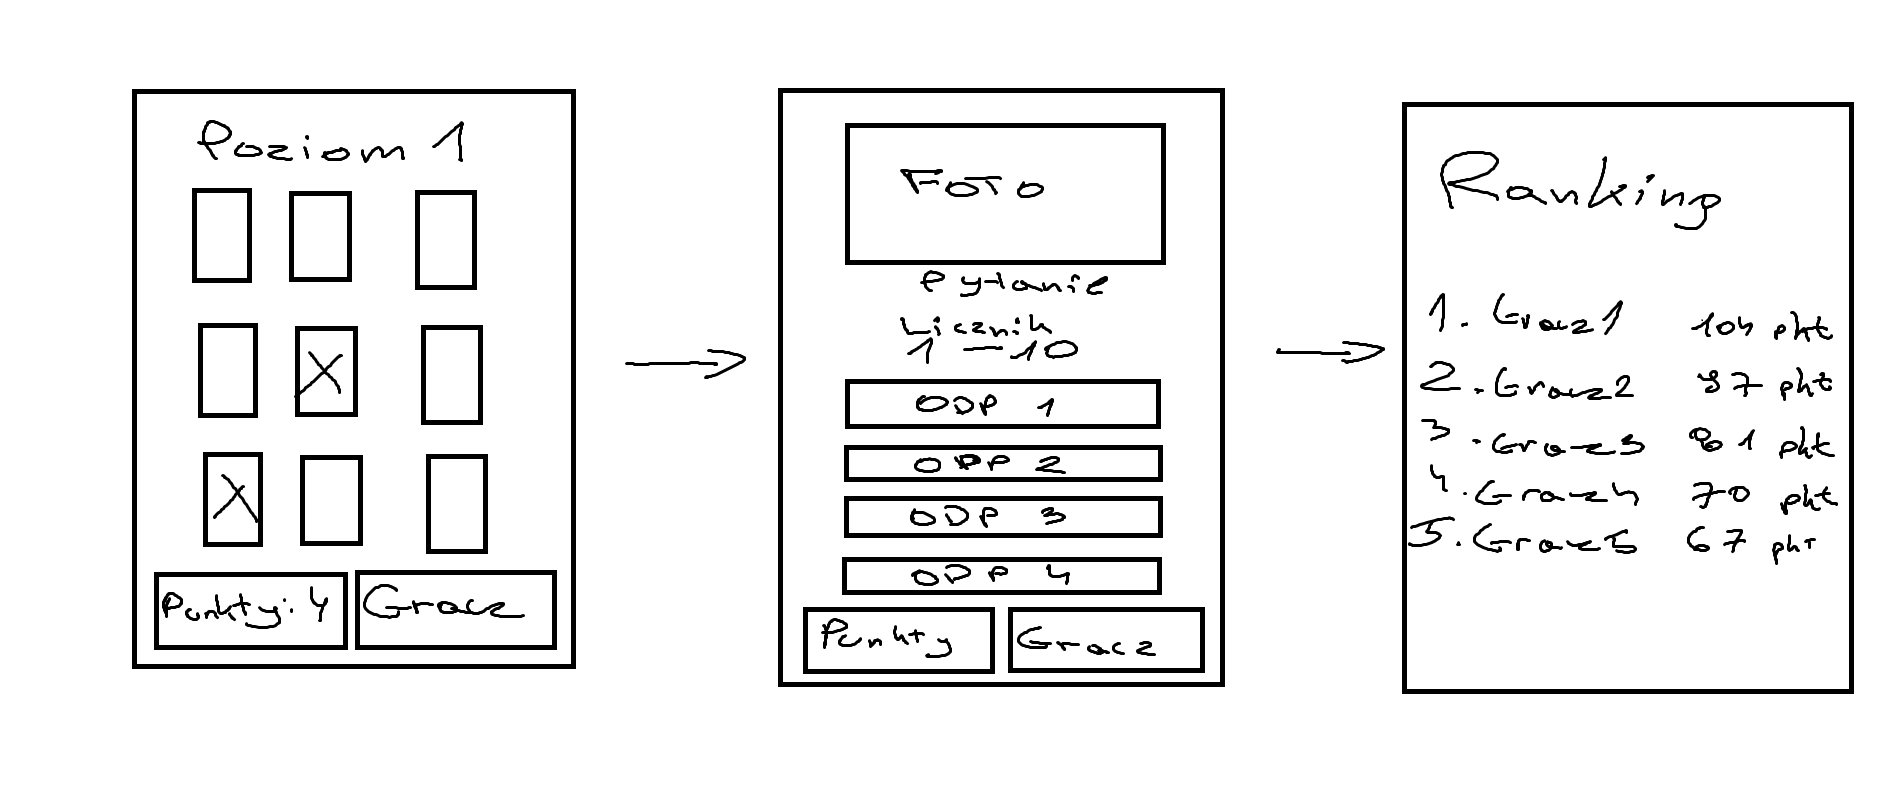 Poziom 1
X
X
Punkty: 4
Gracz
FOTO
Pytanie
Licznik
1-10
ODP 1
ODP 2
ODP 3
ODP 4
Punkty
Gracz
Ranking
1. Gracz1 104 pkt
2. Gracz2 97 pkt
3. Gracz3 81 pkt
4. Gracz4 70 pkt
5. Gracz5 67 pkt